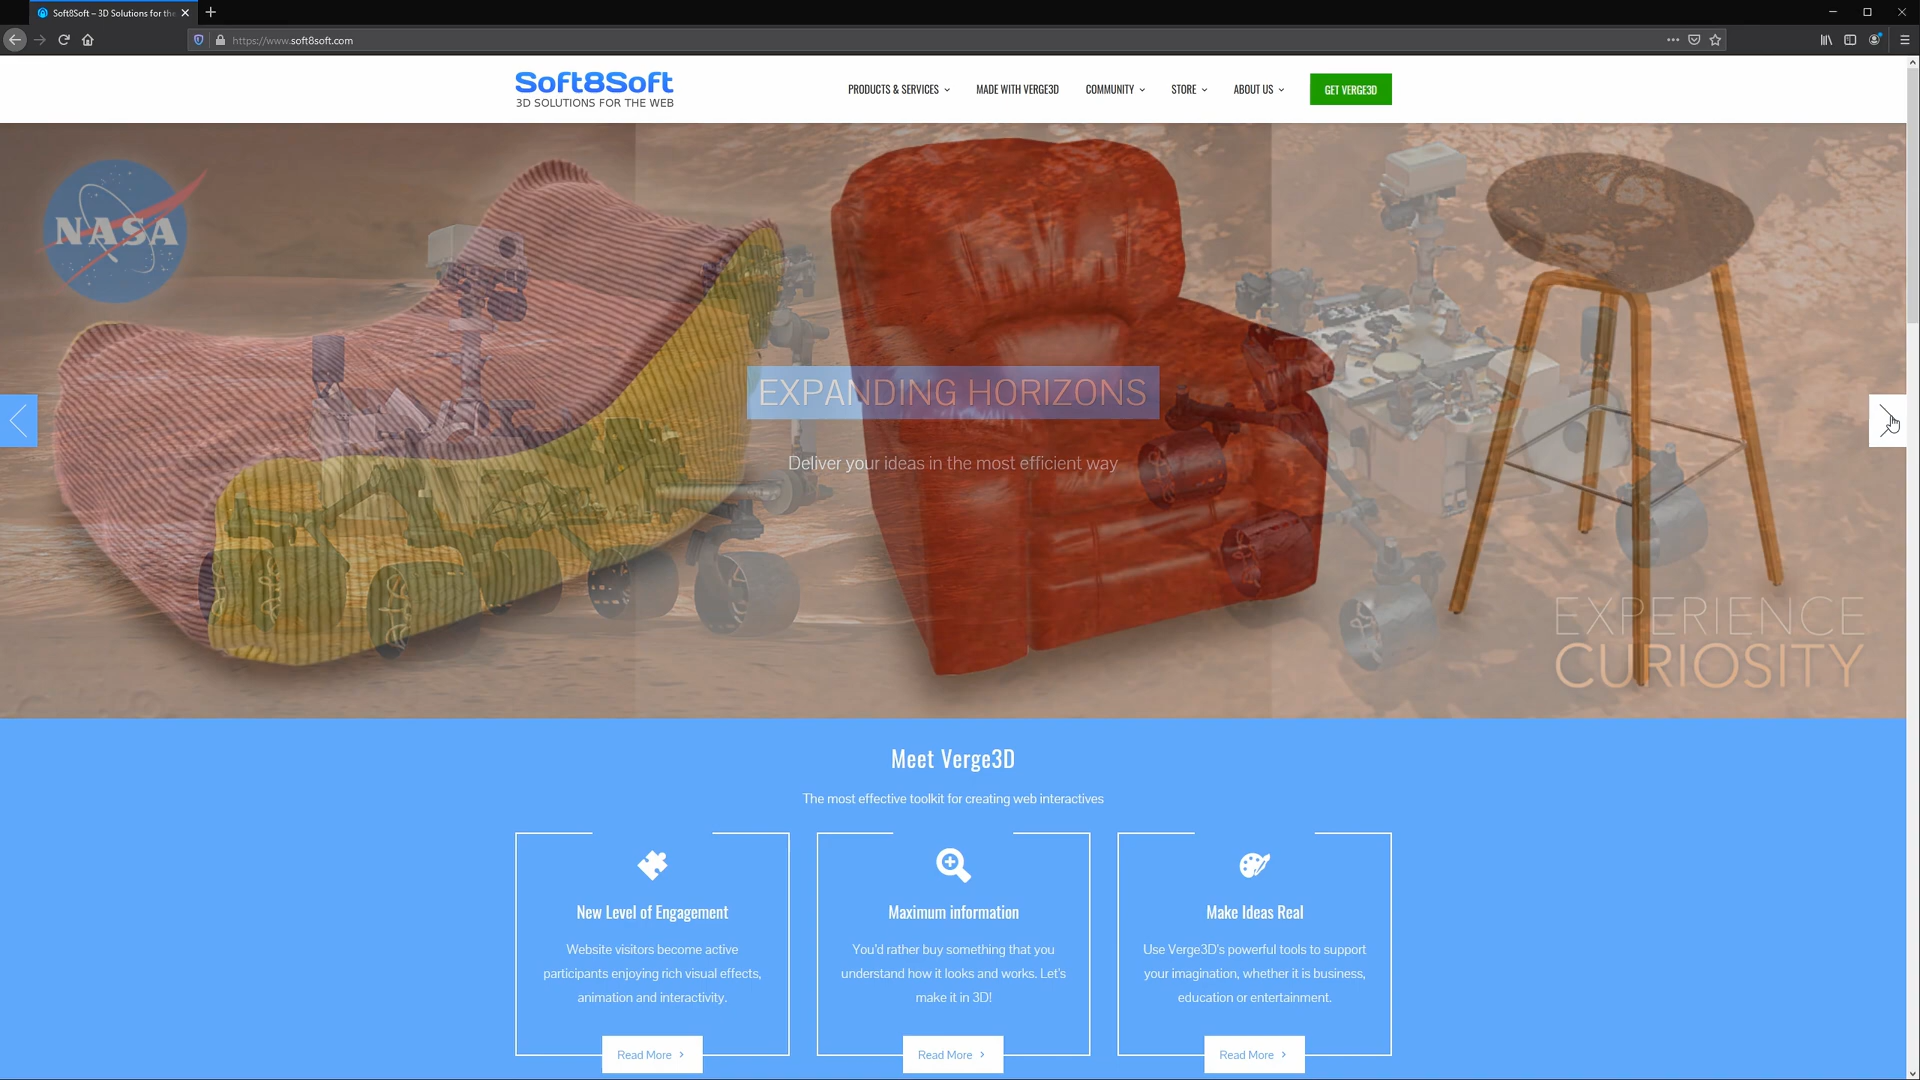 Soft8Soft – 3D Solutions for the
https://www.soft8soft.com
Soft8Soft
3D SOLUTIONS FOR THE WEB
PRODUCTS & SERVICES
MADE WITH VERGE3D
COMMUNITY
STORE
ABOUT US
GET VERGE3D
NASA
EXPANDING HORIZONS
Deliver your ideas in the most efficient way
EXPERIENCE
CURIOSITY
Meet Verge3D
The most effective toolkit for creating web interactives
New Level of Engagement
Website visitors become active
participants enjoying rich visual effects,
animation and interactivity.
Read More
Maximum information
You'd rather buy something that you
understand how it looks and works. Let's
make it in 3D!
Read More
Make Ideas Real
Use Verge3D's powerful tools to support
your imagination, whether it is business,
education or entertainment.
Read More